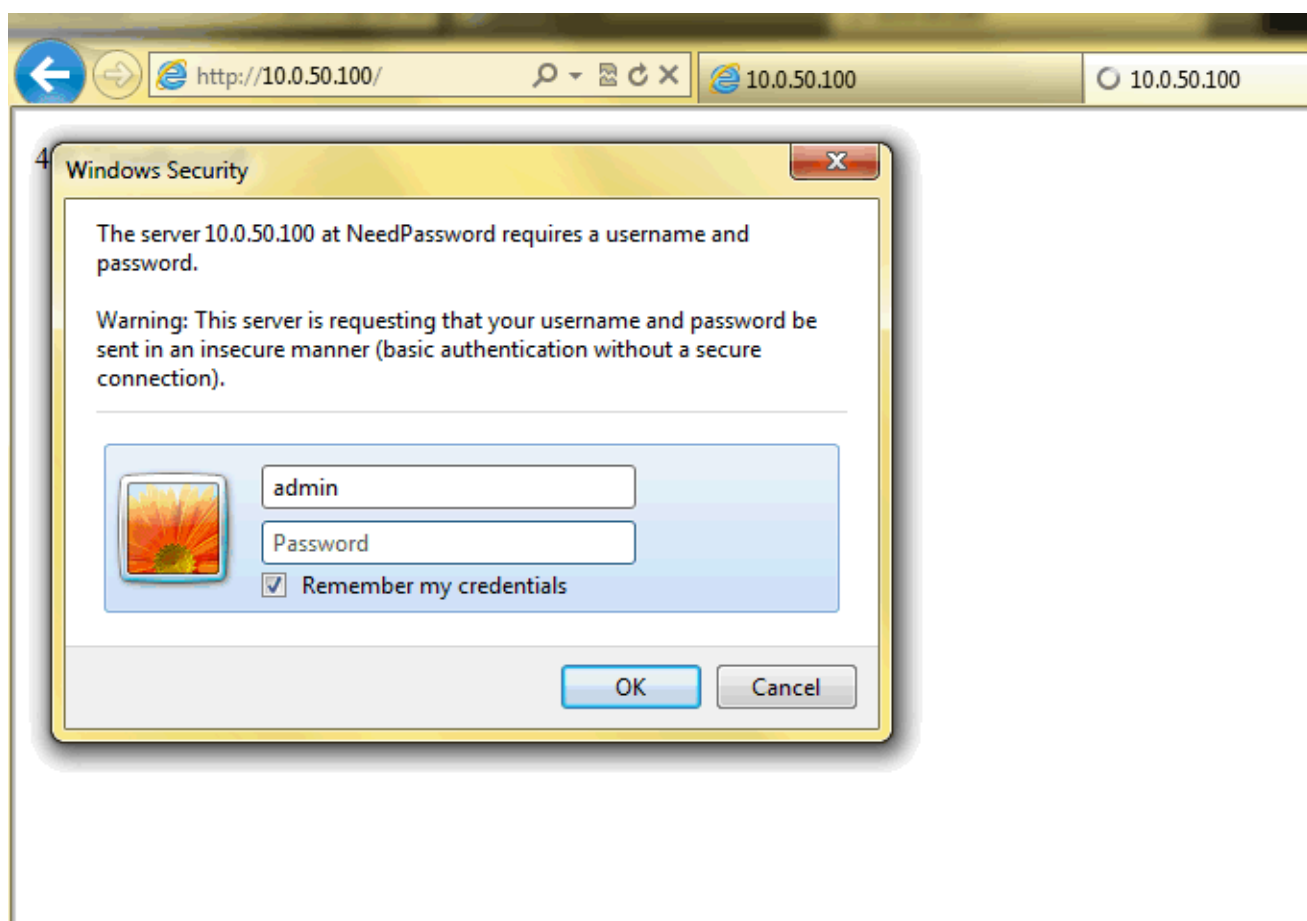 http://10.0.50.100/
10.0.50.100
10.0.50.100
4
Windows Security
The server 10.0.50.100 at NeedPassword requires a username and
password.
Warning: This server is requesting that your username and password be
sent in an insecure manner (basic authentication without a secure
connection).
admin
Password
Remember my credentials
OK
Cancel